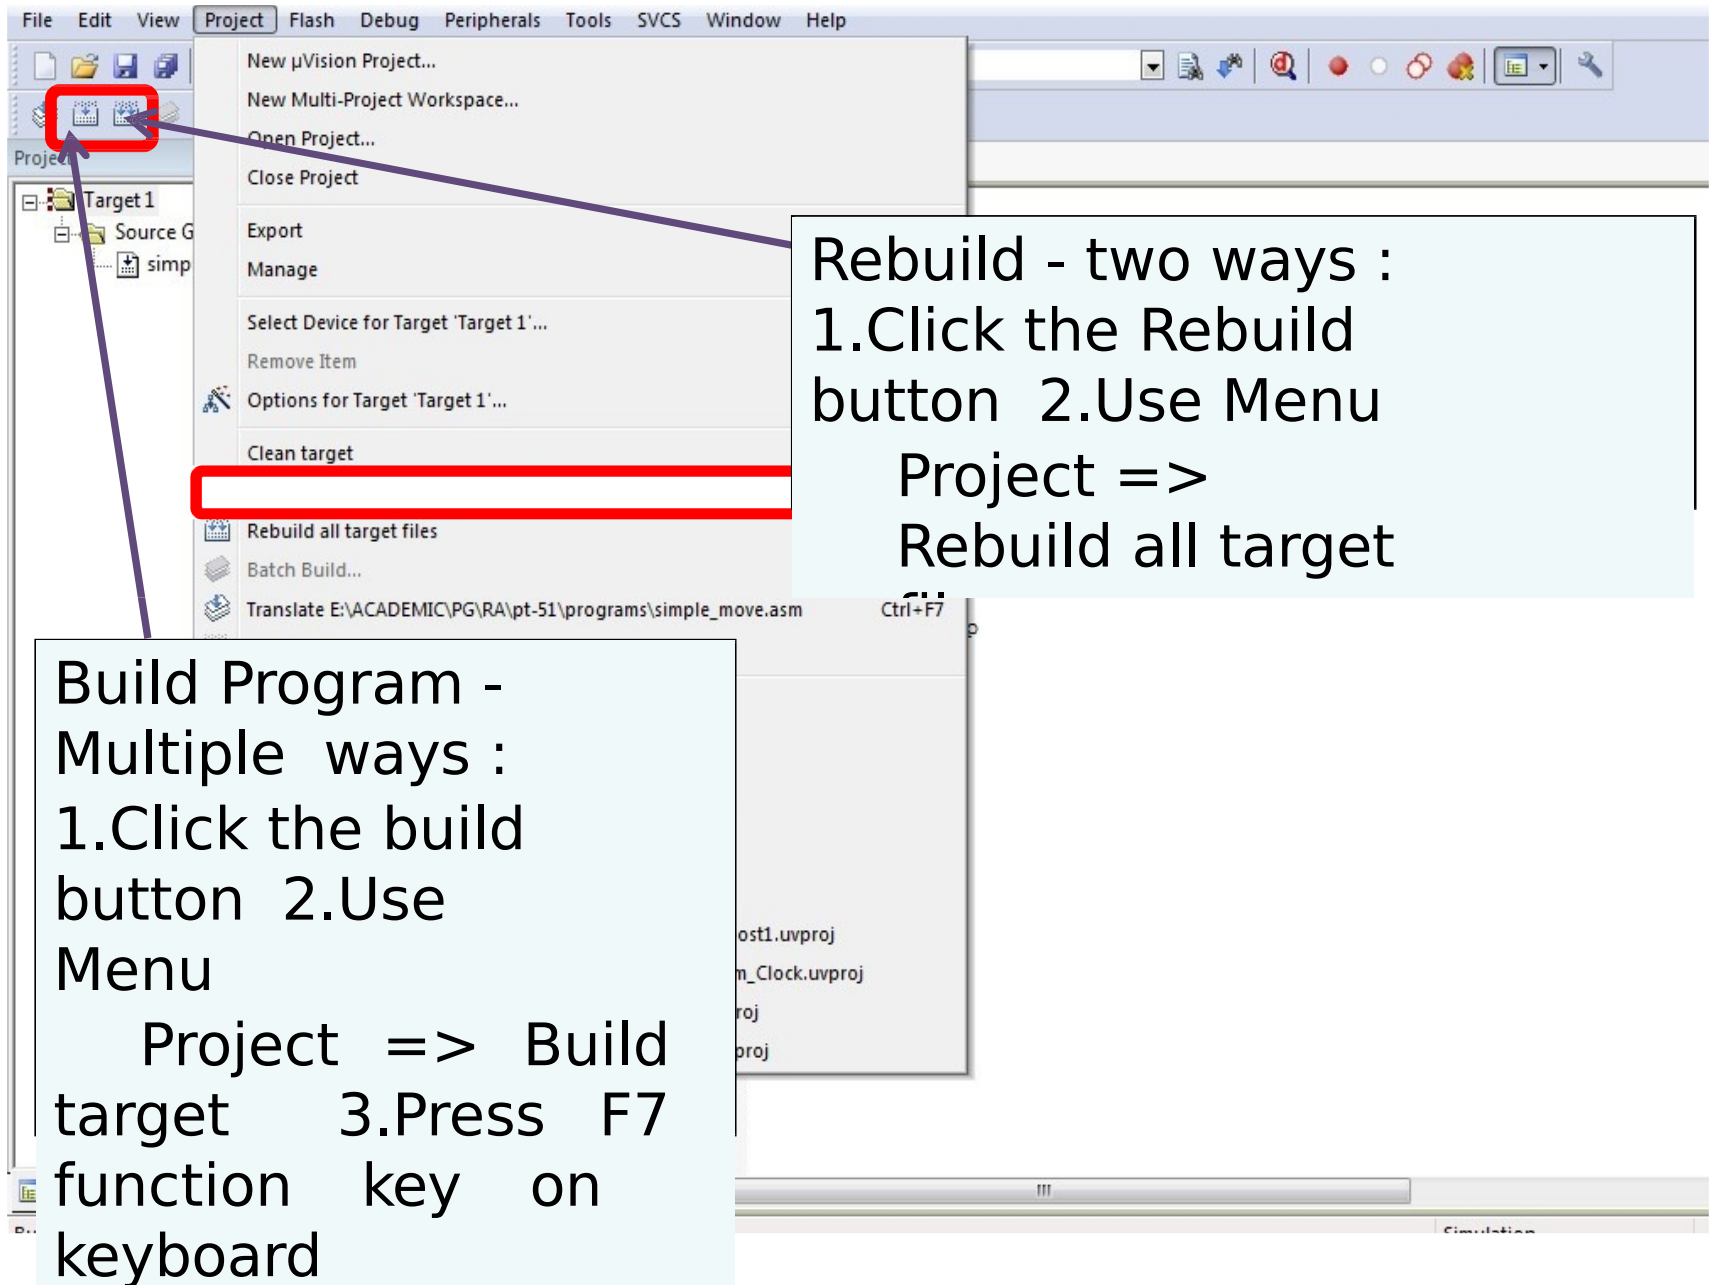 File Edit View Project Flash Debug Peripherals Tools SVCS Window Help
New µVision Project...
New Multi-Project Workspace...
Open Project...
Close Project
Target 1
Source G
simp
Export
Manage
Select Device for Target 'Target 1'...
Remove Item
Options for Target 'Target 1'...
Clean target
Rebuild all target files
Batch Build...
Translate E:\ACADEMIC\PG\RA\pt-51\programs\simple_move.asm Ctrl+F7
Rebuild - two ways :
1.Click the Rebuild
button 2.Use Menu
Project =>
Rebuild all target
Build Program -
Multiple ways :
1.Click the build
button 2.Use
Menu
Project => Build
target 3.Press F7
function key on
keyboard
ost1.uvproj
m_Clock.uvproj
roj
proj
Simulation